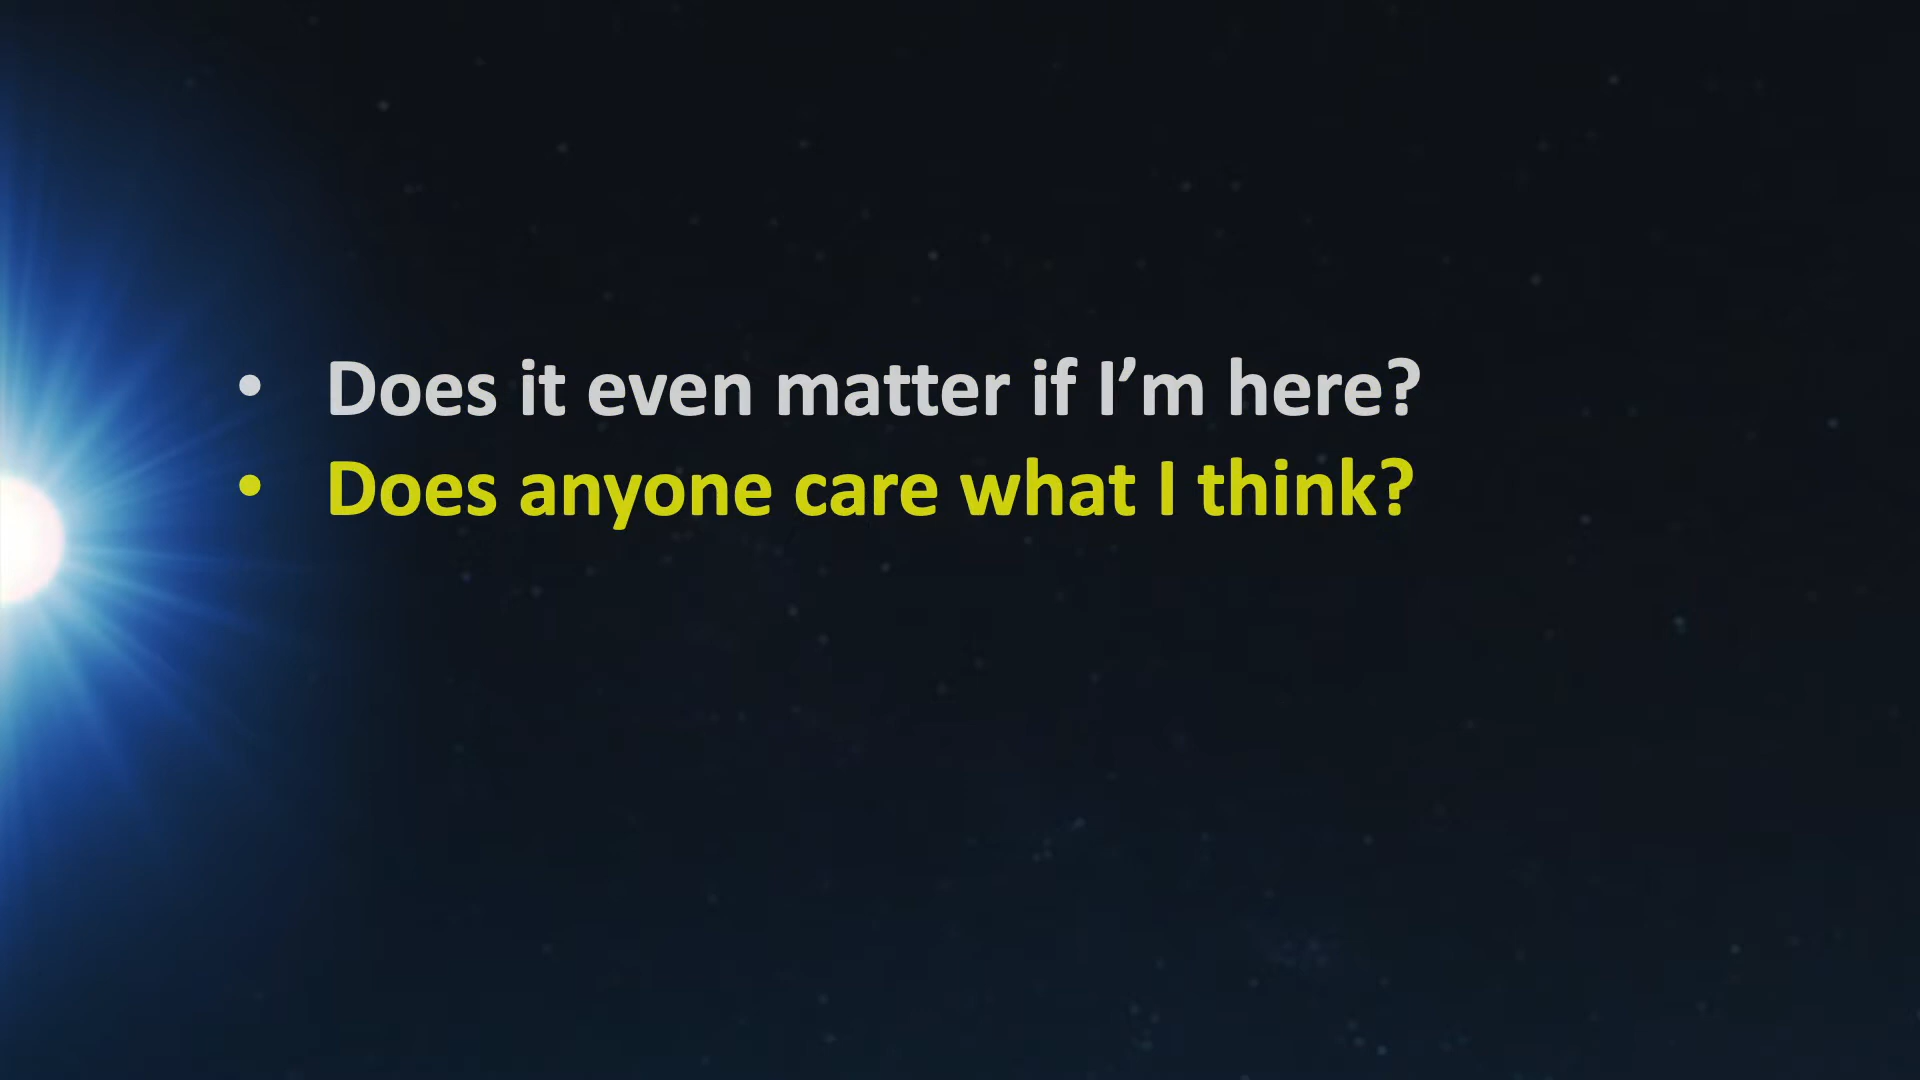 • Does it even matter if I’m here?
• Does anyone care what I think?